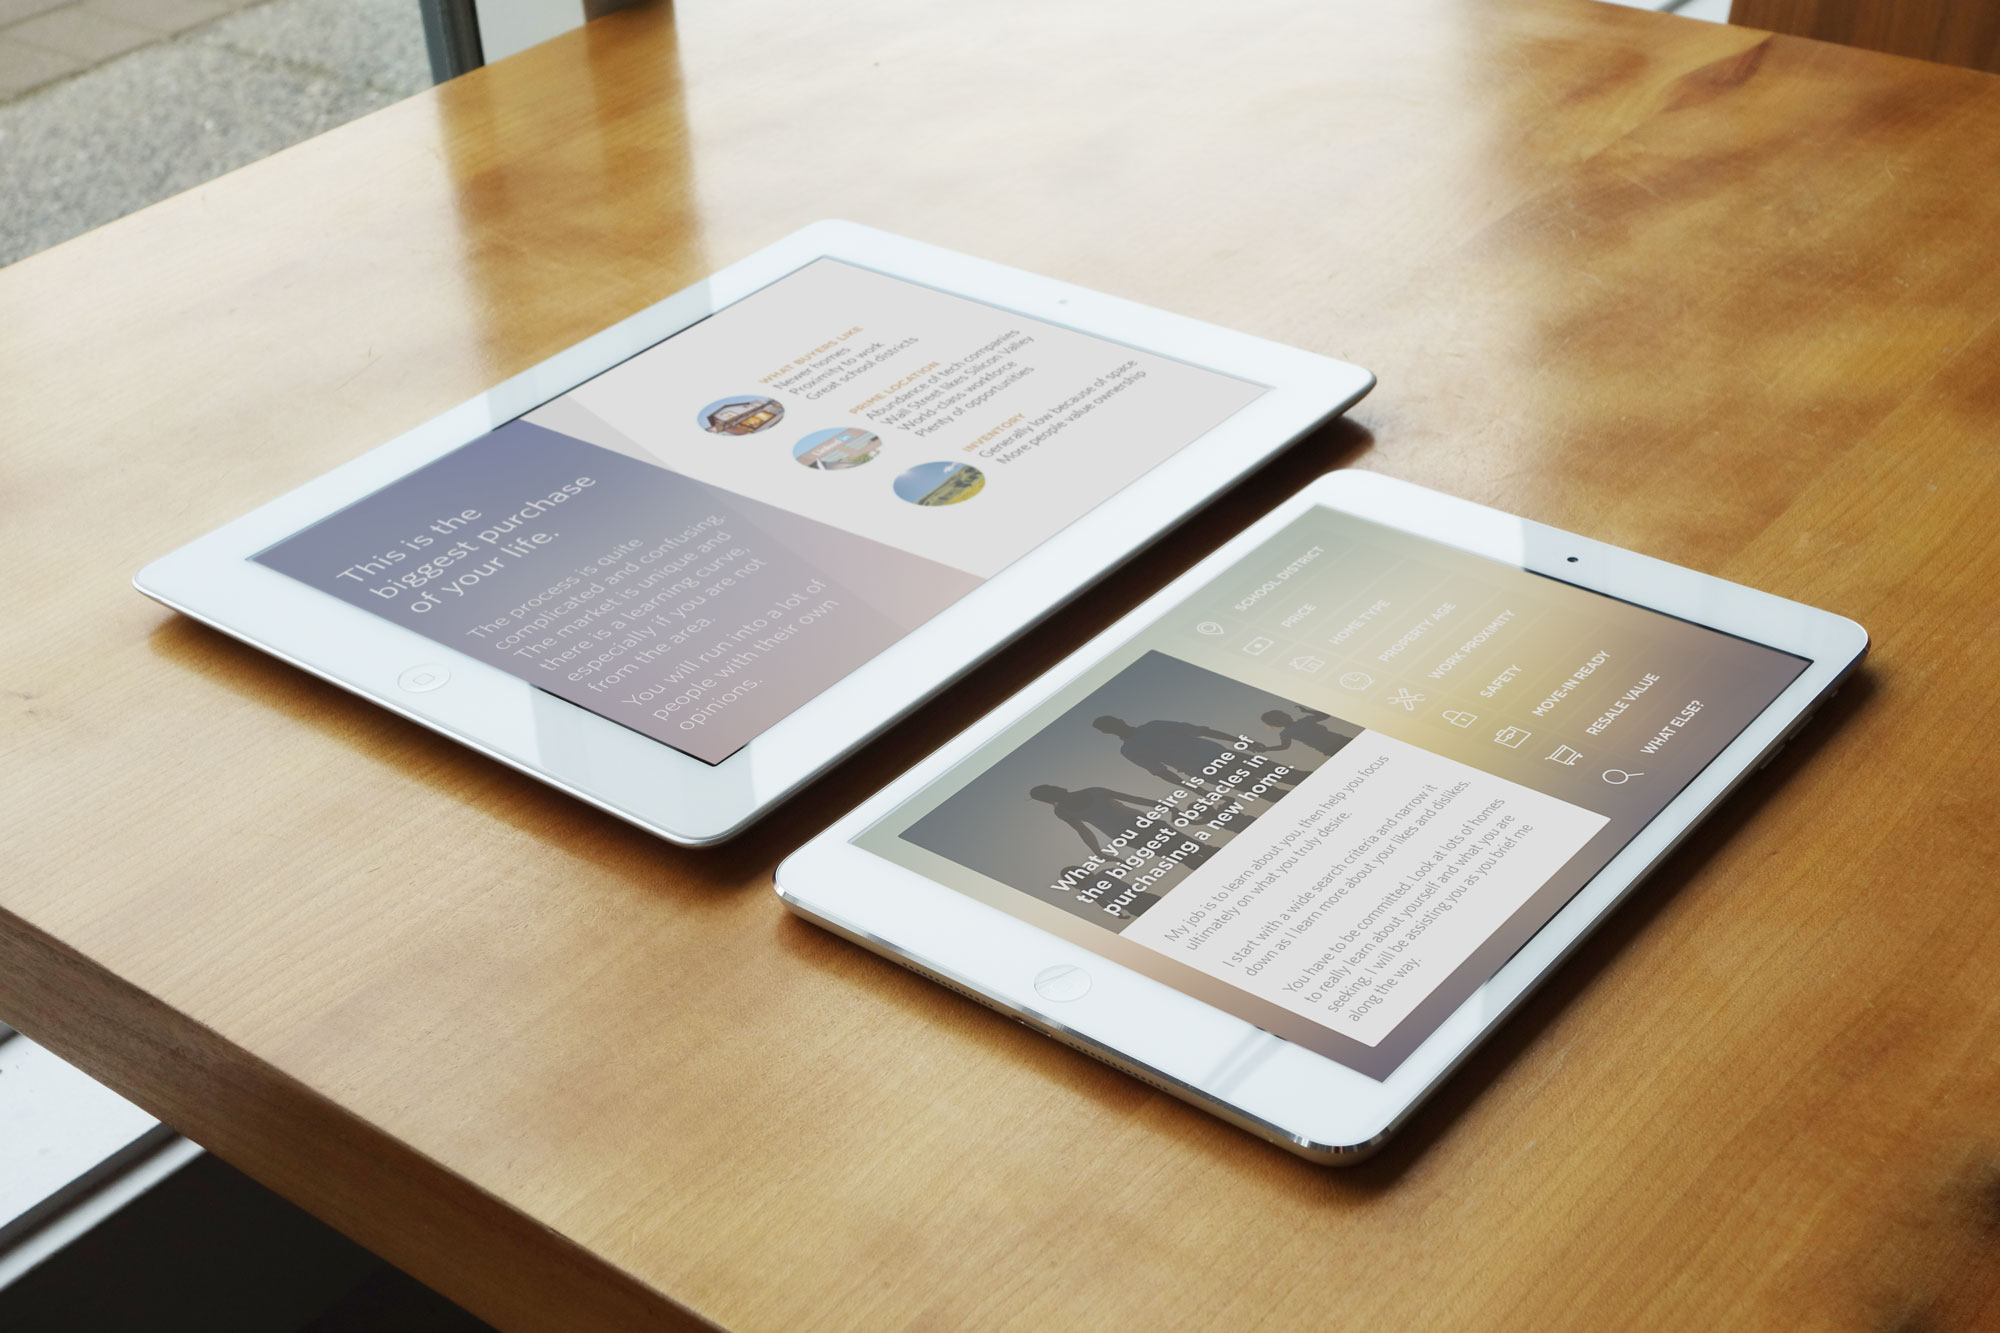 This is the
biggest purchase
of your life.
The process is quite
complicated and confusing.
The market is unique and
there is a learning curve,
especially if you are not
from the area.
You will run into a lot of
people with their own
opinions.
WHAT BUYERS LIKE
Newer homes
Proximity to work
Great school districts
PRIME LOCATION
Abundance of tech companies
Wall Street likes Silicon Valley
World-class workforce
Plenty of opportunities
INVENTORY
Generally low because of space
More people value ownership
What you desire is one of
the biggest obstacles in
purchasing a new home.
My job is to learn about you, then help you focus
ultimately on what you truly desire.
I start with a wide search criteria and narrow it
down as I learn more about your likes and dislikes.
You have to be committed. Look at lots of homes
to really learn about yourself and what you are
seeking. I will be assisting you as you brief me
along the way.
SCHOOL DISTRICT
PRICE
HOME TYPE
PROPERTY AGE
WORK PROXIMITY
SAFETY
MOVE-IN READY
RESALE VALUE
WHAT ELSE?